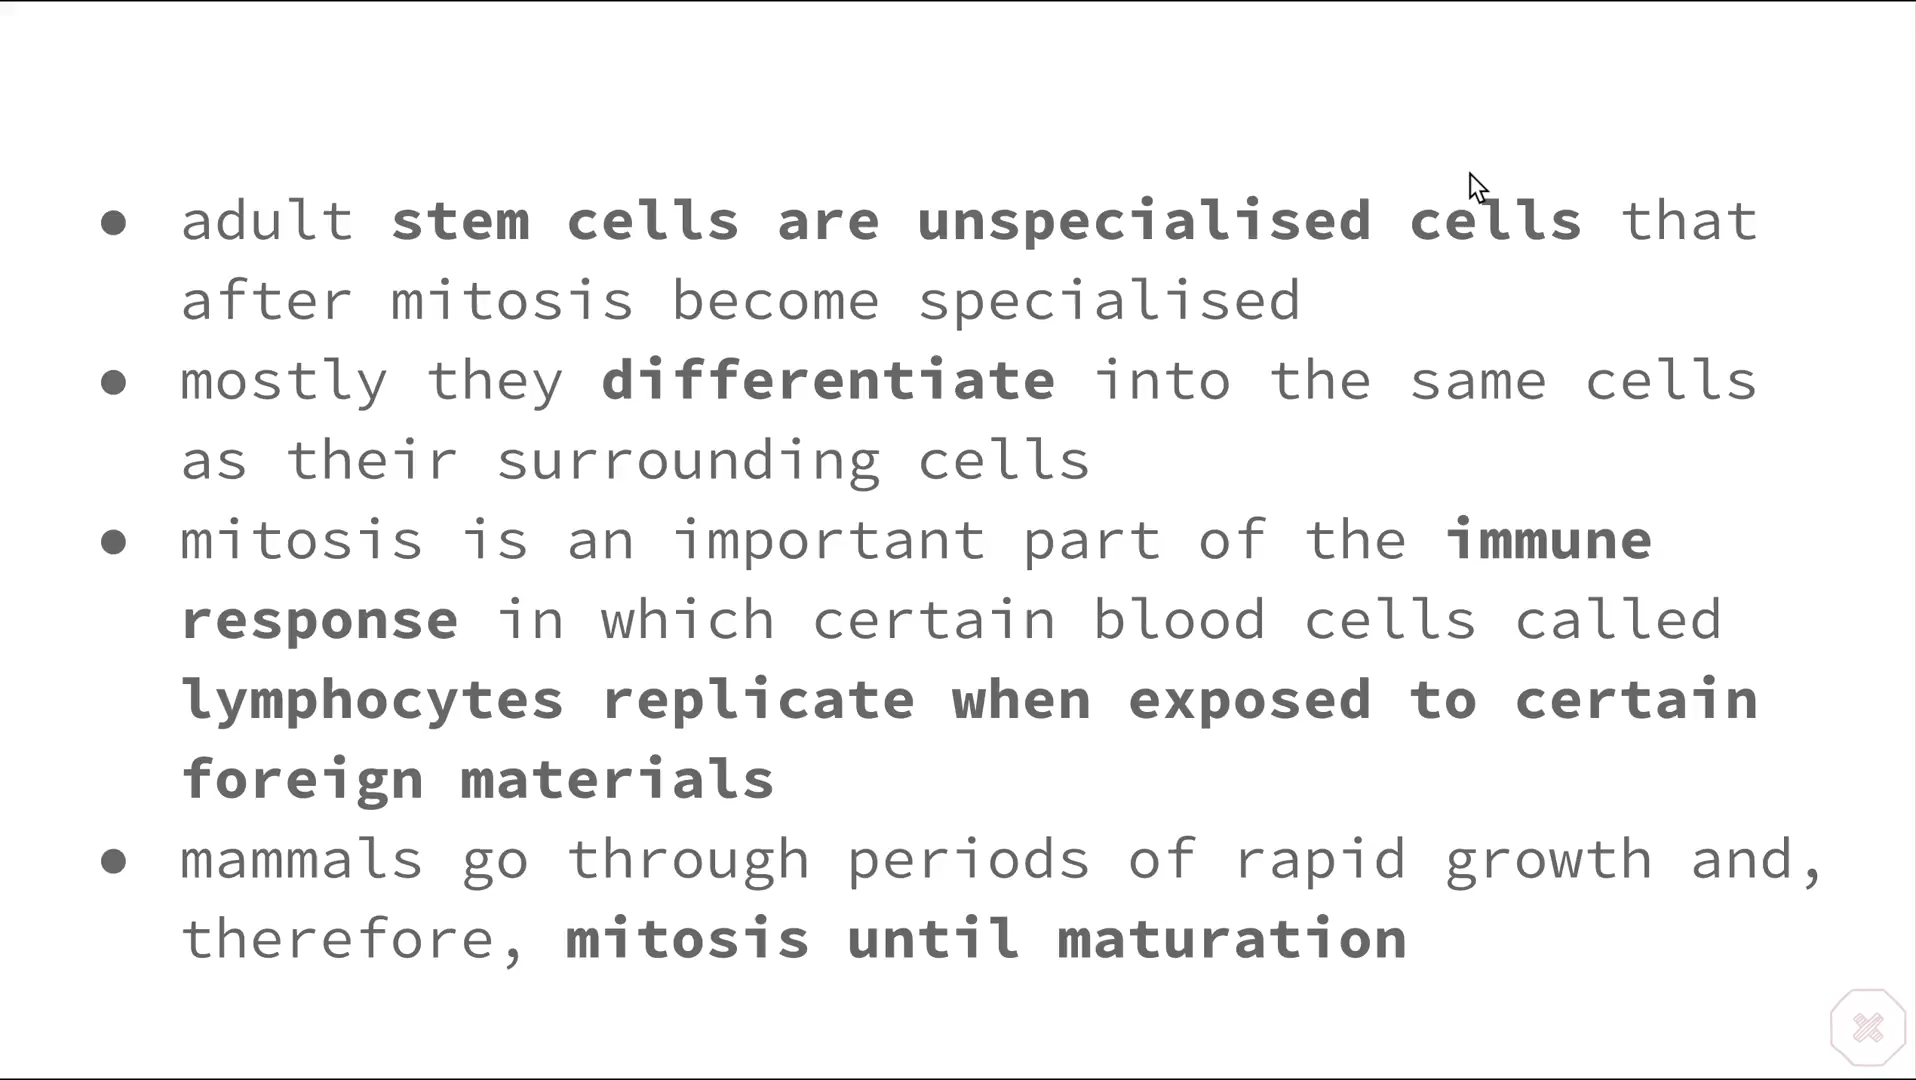 ● adult stem cells are unspecialised cells that
after mitosis become specialised
● mostly they differentiate into the same cells
as their surrounding cells
● mitosis is an important part of the immune
response in which certain blood cells called
lymphocytes replicate when exposed to certain
foreign materials
● mammals go through periods of rapid growth and,
therefore, mitosis until maturation